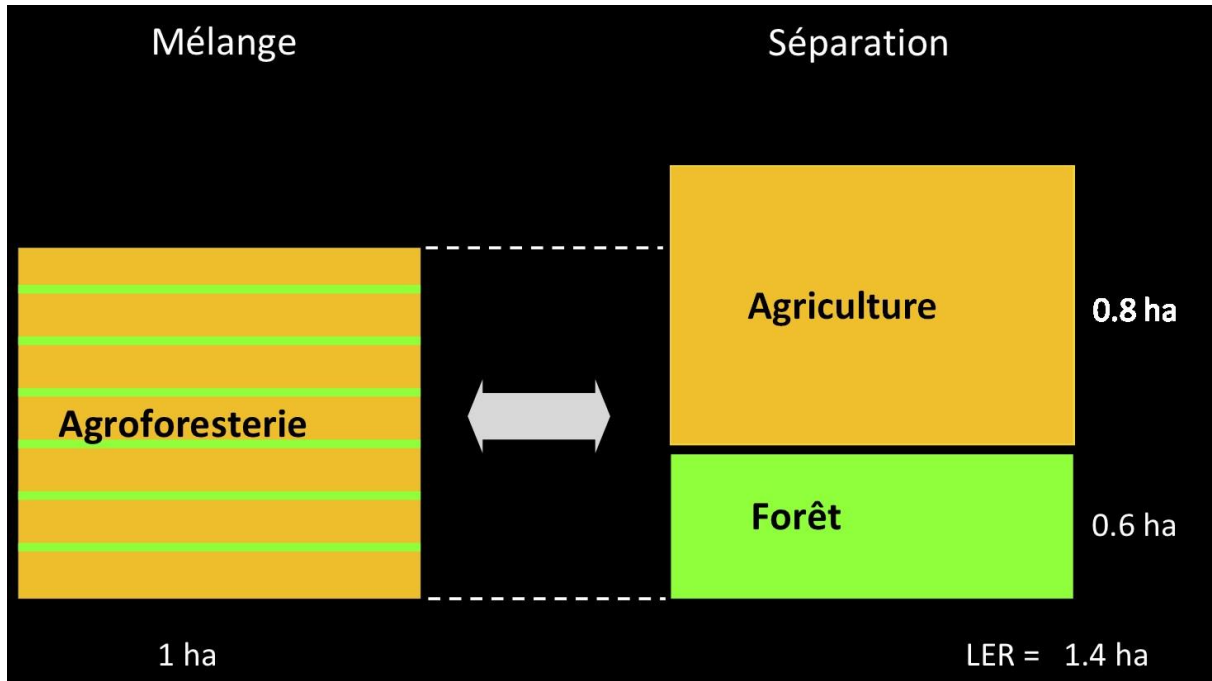 Mélange
Séparation
Agroforesterie
Agriculture
0.8 ha
Forêt
0.6 ha
1 ha
LER = 1.4 ha